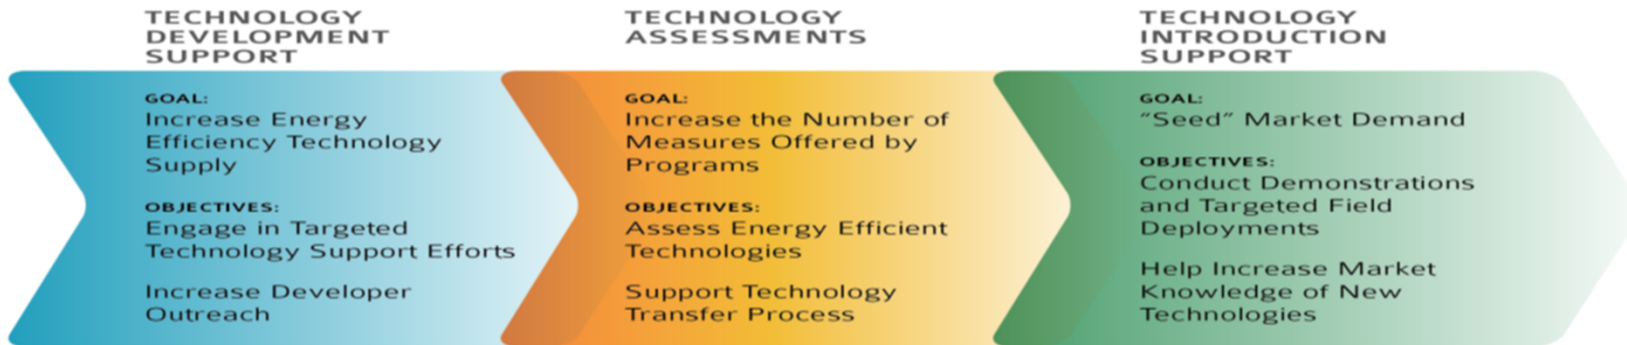 TECHNOLOGY
DEVELOPMENT
SUPPORT
GOAL:
Increase Energy
Efficiency Technology
Supply
OBJECTIVES:
Engage in Targeted
Technology Support Efforts
Increase Developer
Outreach
TECHNOLOGY
ASSESSMENTS
GOAL:
Increase the Number of
Measures Offered by
Programs
OBJECTIVES:
Assess Energy Efficient
Technologies
Support Technology
Transfer Process
TECHNOLOGY
INTRODUCTION
SUPPORT
GOAL:
“Seed” Market Demand
OBJECTIVES:
Conduct Demonstrations
and Targeted Field
Deployments
Help Increase Market
Knowledge of New
Technologies